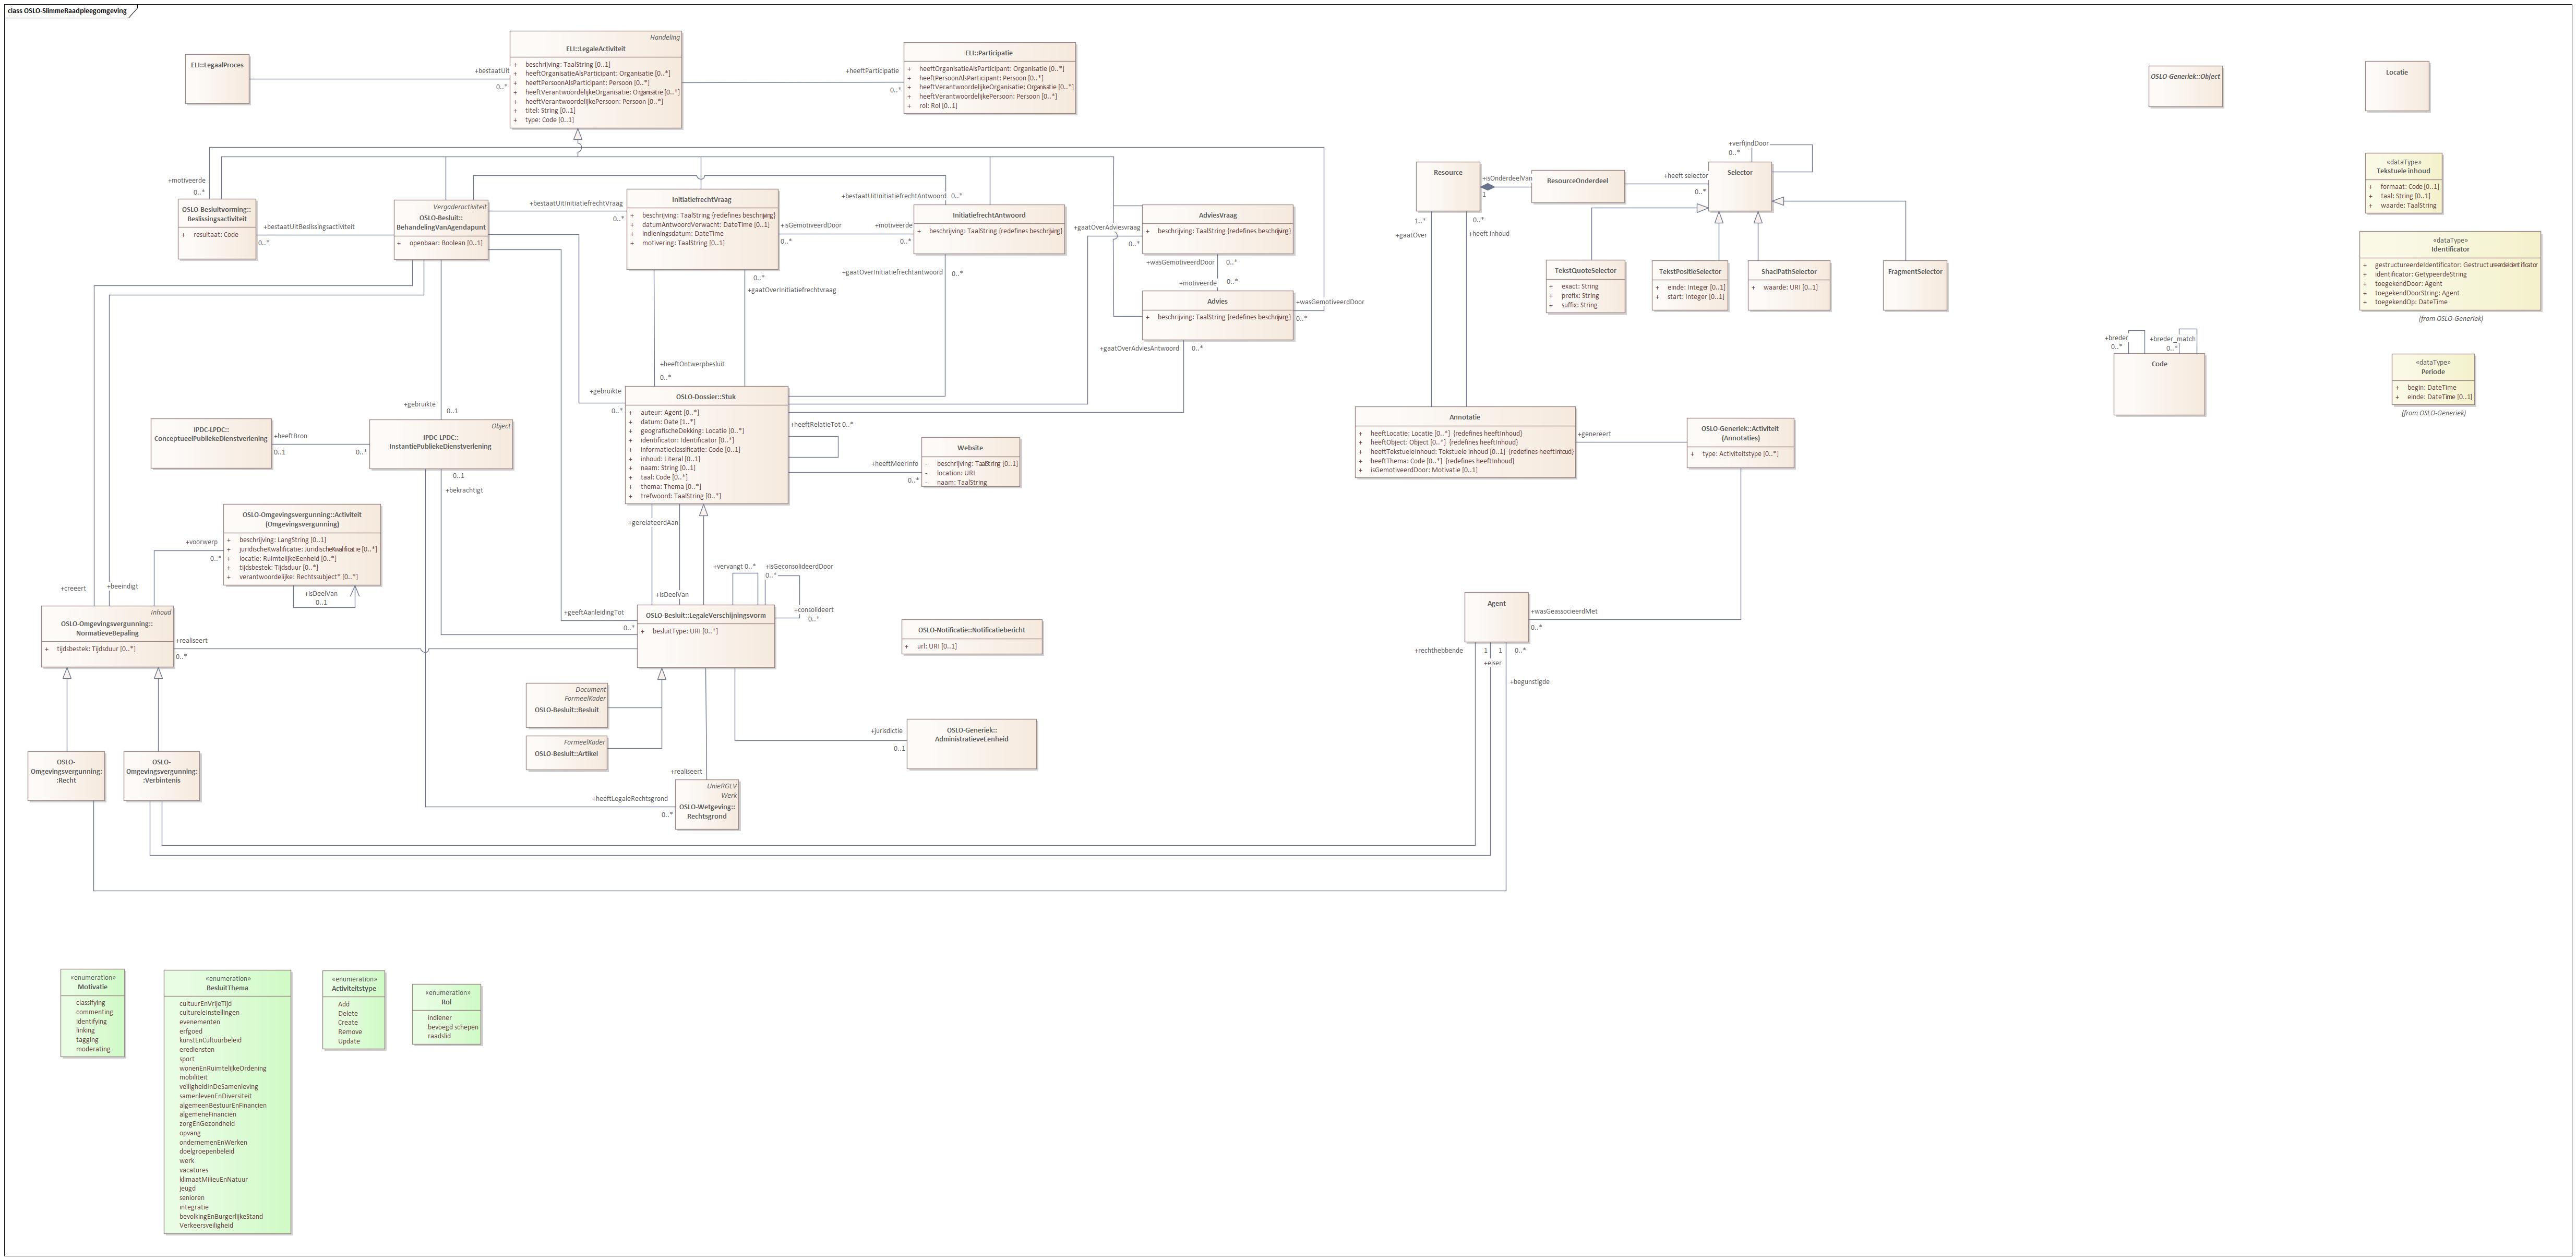 class OSLO-SlimmeRaadpleegomgeving
ELI::LegaalProces
+bestaatUit
0..*
Handeling
ELI::LegaleActiviteit
+ beschrijving: TaalString [0..1]
+ heeftOrganisatieAlsParticipant: Organisatie [0..*]
+ heeftPersoonAlsParticipant: Persoon [0..*]
+ heeftVerantwoordelijkeOrganisatie: Organisatie [0..*]
+ heeftVerantwoordelijkePersoon: Persoon [0..*]
+ titel: String [0..1]
+ type: Code [0..1]
+heeftParticipatie
0..*
ELI::Participatie
+ heeftOrganisatieAlsParticipant: Organisatie [0..*]
+ heeftPersoonAlsParticipant: Persoon [0..*]
+ heeftVerantwoordelijkeOrganisatie: Organisatie [0..*]
+ heeftVerantwoordelijkePersoon: Persoon [0..*]
+ rol: Rol [0..1]
OSLO-Generiek::Object
Locatie
+motiveerde
0..*
OSLO-Besluitvorming::
Beslissingsactiviteit
+ resultaat: Code
+bestaatUitBeslissingsactiviteit
0..*
Vergaderactiviteit
OSLO-Besluit::
BehandelingVanAgendapunt
+ openbaar: Boolean [0..1]
+bestaatUitInitiatiefrechtVraag
0..*
InitiatiefrechtVraag
+ beschrijving: TaalString {redefines beschrijving}
+ datumAntwoordVerwacht: DateTime [0..1]
+ indieningsdatum: DateTime
+ motivering: TaalString [0..1]
+isGemotiveerdDoor
0..*
+motiveerde
0..*
+bestaatUitInitiatiefrechtAntwoord 0..*
InitiatiefrechtAntwoord
+ beschrijving: TaalString {redefines beschrijving}
+gaatOverInitiatiefrechtantwoord 0..*
0..*
+gaatOverInitiatiefrechtvraag
AdviesVraag
+ beschrijving: TaalString {redefines beschrijving}
+gaatOverAdviesvraag
0..*
+wasGemotiveerdDoor 0..*
+motiveerde 0..*
Advies
+ beschrijving: TaalString {redefines beschrijving}
+wasGemotiveerdDoor
0..*
+gaatOverAdviesAntwoord 0..*
Resource
+isOnderdeelVan
1
ResourceOnderdeel
+heeft selector
0..*
+verfijndDoor
0..*
Selector
TekstQuoteSelector
+ exact: String
+ prefix: String
+ suffix: String
TekstPositieSelector
+ einde: Integer [0..1]
+ start: Integer [0..1]
ShaclPathSelector
+ waarde: URI [0..1]
FragmentSelector
1..*
+gaatOver
0..*
+heeft inhoud
«dataType»
Tekstuele inhoud
+ formaat: Code [0..1]
+ taal: String [0..1]
+ waarde: TaalString
«dataType»
Identificator
+ gestructureerdeIdentificator: GestructureerdeIdentificator
+ identificator: GetypeerdeString
+ toegekendDoor: Agent
+ toegekendDoorString: Agent
+ toegekendOp: DateTime
(from OSLO-Generiek)
+breder
0..*
+breder_match
0..*
Code
«dataType»
Periode
+ begin: DateTime
+ einde: DateTime [0..1]
(from OSLO-Generiek)
+heeftOntwerpbesluit
0..*
+gebruikte
0..*
OSLO-Dossier::Stuk
+ auteur: Agent [0..*]
+ datum: Date [1..*]
+ geografischeDekking: Locatie [0..*]
+ identificator: Identificator [0..*]
+ informatieclassificatie: Code [0..1]
+ inhoud: Literal [0..1]
+ naam: String [0..1]
+ taal: Code [0..*]
+ thema: Thema [0..*]
+ trefwoord: TaalString [0..*]
+heeftRelatieTot 0..*
+heeftMeerInfo
0..*
Website
- beschrijving: TaalString [0..1]
- location: URI
- naam: TaalString
Annotatie
+ heeftLocatie: Locatie [0..*] {redefines heeftInhoud}
+ heeftObject: Object [0..*] {redefines heeftInhoud}
+ heeftTekstueleInhoud: Tekstuele inhoud [0..1] {redefines heeftInhoud}
+ heeftThema: Code [0..*] {redefines heeftInhoud}
+ isGemotiveerdDoor: Motivatie [0..1]
+genereert
OSLO-Generiek::Activiteit
(Annotaties)
+ type: Activiteitstype [0..*]
+gebruikte
0..1
IPDC-LPDC::
ConceptueelPubliekeDienstverlening
+heeftBron
0..1
0..*
Object
IPDC-LPDC::
InstantiePubliekeDienstverlening
0..1
+bekrachtigt
OSLO-Omgevingsvergunning::Activiteit
(Omgevingsvergunning)
+ beschrijving: LangString [0..1]
+ juridischeKwalificatie: JuridischeKwalificatie [0..*]
+ locatie: RuimtelijkeEenheid [0..*]
+ tijdsbestek: Tijdsduur [0..*]
+ verantwoordelijke: Rechtssubject* [0..*]
+isDeelVan
0..1
+voorwerp
0..*
+creeert
+beeindigt
Inhoud
OSLO-Omgevingsvergunning::
NormatieveBepaling
+ tijdsbestek: Tijdsduur [0..*]
+realiseert
0..*
+gerelateerdAan
+isDeelVan
+vervangt 0..*
+isGeconsolideerdDoor
0..*
+consolideert
0..*
+geeftAanleidingTot
0..*
OSLO-Besluit::LegaleVerschijningsvorm
+ besluitType: URI [0..*]
OSLO-Notificatie::Notificatiebericht
+ url: URI [0..1]
Agent
+wasGeassocieerdMet
0..*
+rechthebbende 1
+eiser
1
0..*
+begunstigde
Document
FormeelKader
OSLO-Besluit::Besluit
FormeelKader
OSLO-Besluit::Artikel
+jurisdictie
0..1
OSLO-Generiek::
AdministratieveEenheid
OSLO-
Omgevingsvergunning:
:Recht
OSLO-
Omgevingsvergunning:
:Verbintenis
+realiseert
+heeftLegaleRechtsgrond
0..*
UnieRGLV
Werk
OSLO-Wetgeving::
Rechtsgrond
«enumeration»
Motivatie
classifying
commenting
identifying
linking
tagging
moderating
«enumeration»
BesluitThema
cultuurEnVrijeTijd
cultureleInstellingen
evenementen
erfgoed
kunstEnCultuurbeleid
erediensten
sport
wonenEnRuimtelijkeOrdening
mobiliteit
veiligheidInDeSamenleving
samenlevenEnDiversiteit
algemeenBestuurEnFinancien
algemeneFinancien
zorgEnGezondheid
opvang
ondernemenEnWerken
doelgroepenbeleid
werk
vacatures
klimaatMilieuEnNatuur
jeugd
senioren
integratie
bevolkingEnBurgerlijkeStand
Verkeersveiligheid
«enumeration»
Activiteitstype
Add
Delete
Create
Remove
Update
«enumeration»
Rol
indiener
bevoegd schepen
raadslid